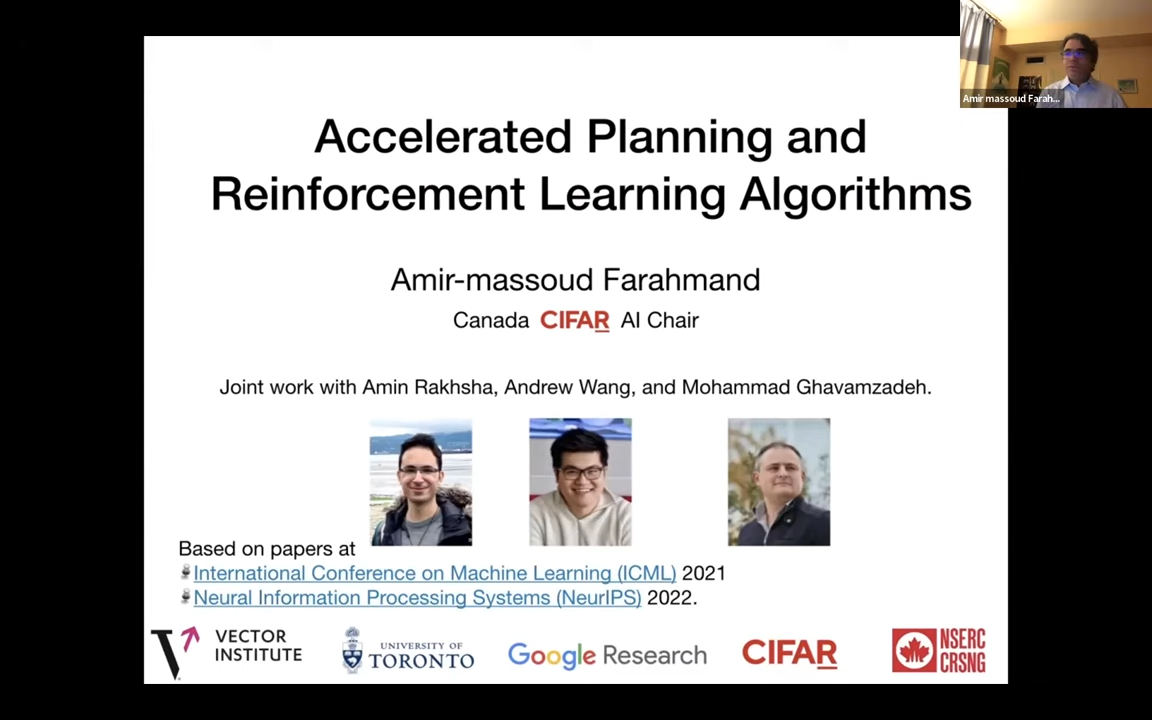 Amir massoud Farah...
Accelerated Planning and
Reinforcement Learning Algorithms
Amir-massoud Farahmand
Canada CIFAR AI Chair
Joint work with Amin Rakhsha, Andrew Wang, and Mohammad Ghavamzadeh.
Based on papers at
International Conference on Machine Learning (ICML) 2021
Neural Information Processing Systems (NeurIPS) 2022.
VECTOR
INSTITUTE
UNIVERSITY OF
TORONTO
Google Research
CIFAR
NSERC
CRSNG